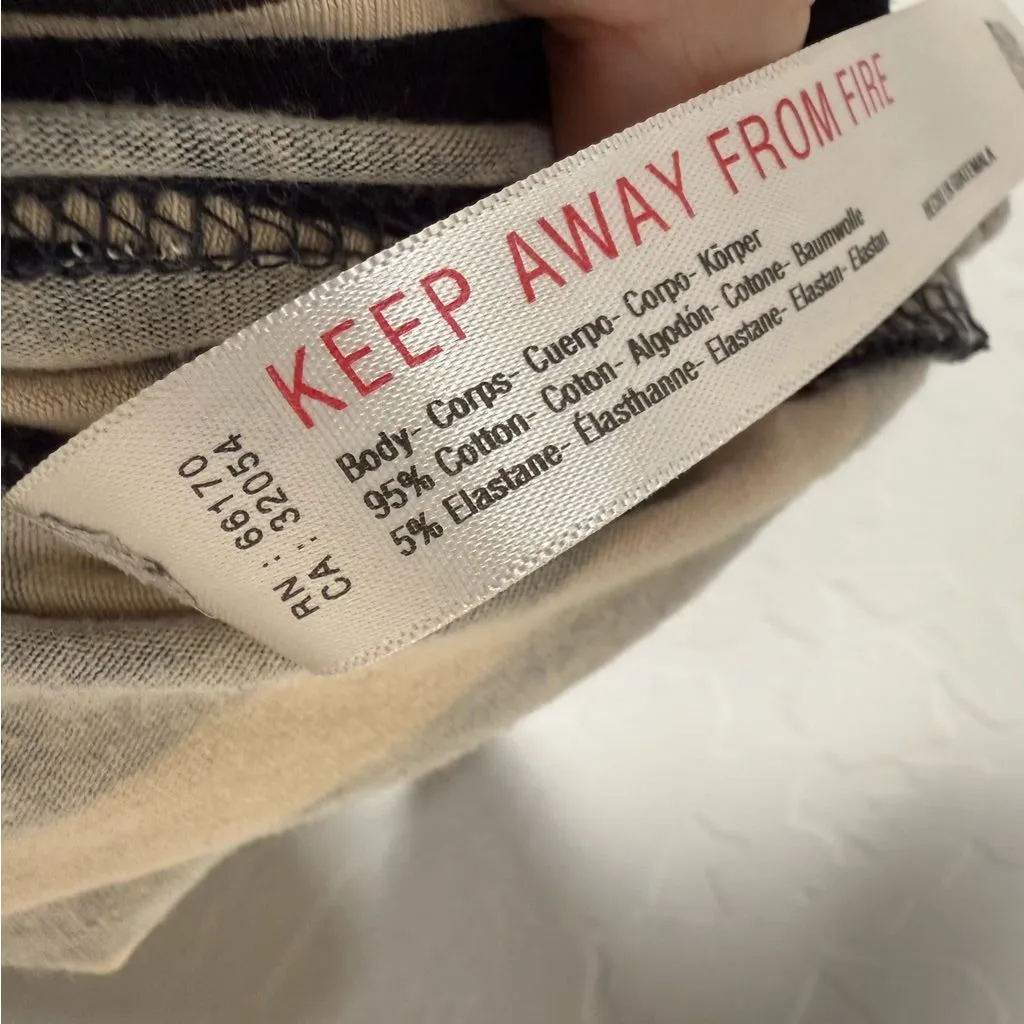 KEEP AWAY FROM FIRE
Body- Corps- Cuerpo- Corpo- Körper
95% Cotton- Coton- Algodón- Cotone- Baumwolle
5% Elastane- Élasthanne- Elastane- Elastan- Elastan
RN : 66170
CA : 32054